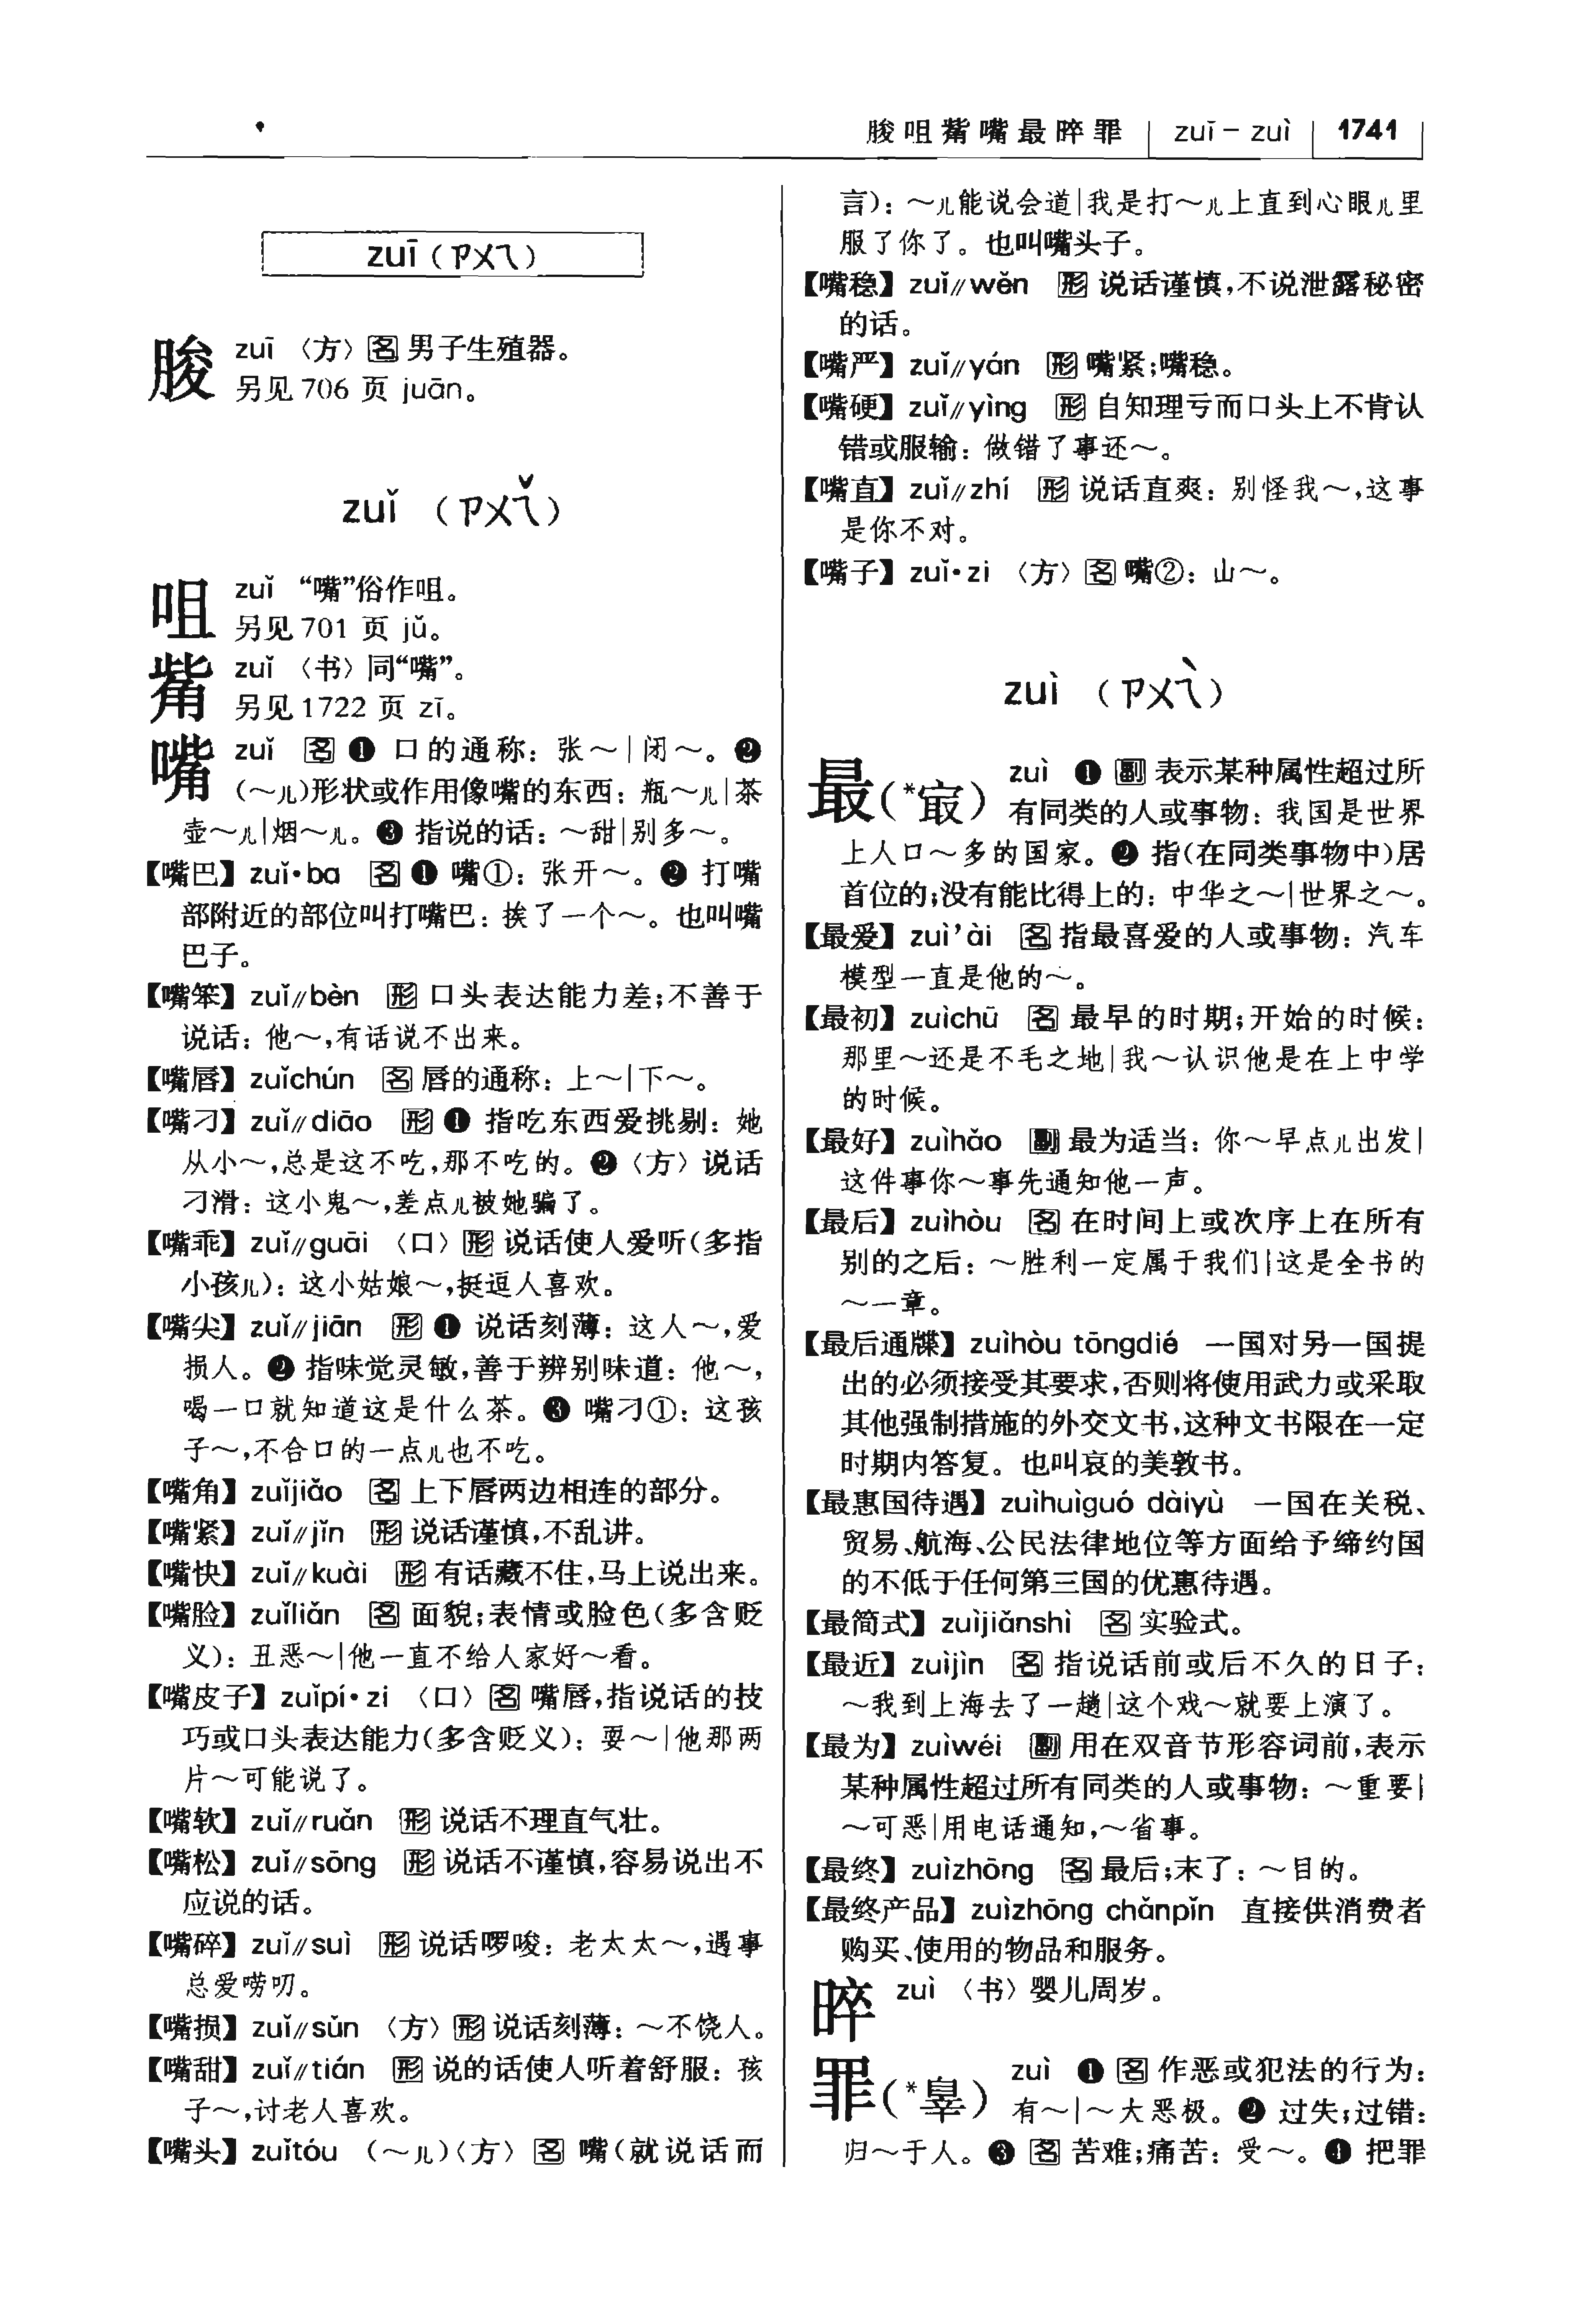 朘咀觜嘴最晬罪 zuī – zuì 1741
zuī（ㄗㄨㄟ）
朘 zuī 〈方〉名 男子生殖器。
另见 706 页 juān。
zuǐ （ㄗㄨㄟˇ）
咀 zuǐ “嘴”俗作咀。
另见 701 页 jǔ。
觜 zuǐ 〈书〉同“嘴”。
另见 1722 页 zī。
嘴 zuǐ 名 ❶ 口的通称：张～｜闭～。❷
（～儿）形状或作用像嘴的东西：瓶～儿｜茶
壶～儿｜烟～儿。❸ 指说的话：～甜｜别多～。
【嘴巴】zuǐ·ba 名 ❶ 嘴①：张开～。❷ 打嘴
部附近的部位叫打嘴巴：挨了一个～。也叫嘴
巴子。
【嘴笨】zuǐ∥bèn 形 口头表达能力差；不善于
说话：他～，有话说不出来。
【嘴唇】zuǐchún 名 唇的通称：上～｜下～。
【嘴刁】zuǐ∥diāo 形 ❶ 指吃东西爱挑剔：她
从小～，总是这不吃，那不吃的。❷〈方〉说话
刁滑：这小鬼～，差点儿被她骗了。
【嘴乖】zuǐ∥guāi 〈口〉形 说话使人爱听（多指
小孩儿）：这小姑娘～，挺逗人喜欢。
【嘴尖】zuǐ∥jiān 形 ❶ 说话刻薄：这人～，爱
损人。❷ 指味觉灵敏，善于辨别味道：他～，
喝一口就知道这是什么茶。❸ 嘴刁①：这孩
子～，不合口的一点儿也不吃。
【嘴角】zuǐjiǎo 名 上下唇两边相连的部分。
【嘴紧】zuǐ∥jǐn 形 说话谨慎，不乱讲。
【嘴快】zuǐ∥kuài 形 有话藏不住，马上说出来。
【嘴脸】zuǐliǎn 名 面貌；表情或脸色（多含贬
义）：丑恶～｜他一直不给人家好～看。
【嘴皮子】zuǐpí·zi 〈口〉名 嘴唇，指说话的技
巧或口头表达能力（多含贬义）：耍～｜他那两
片～可能说了。
【嘴软】zuǐ∥ruǎn 形 说话不理直气壮。
【嘴松】zuǐ∥sōng 形 说话不谨慎，容易说出不
应说的话。
【嘴碎】zuǐ∥suì 形 说话啰唆：老太太～，遇事
总爱唠叨。
【嘴损】zuǐ∥sǔn 〈方〉形 说话刻薄：～不饶人。
【嘴甜】zuǐ∥tián 形 说的话使人听着舒服：孩
子～，讨老人喜欢。
【嘴头】zuǐtóu （～儿）〈方〉名 嘴（就说话而
言）：～儿能说会道｜我是打～儿上直到心眼儿里
服了你了。也叫嘴头子。
【嘴稳】zuǐ∥wěn 形 说话谨慎，不说泄露秘密
的话。
【嘴严】zuǐ∥yán 形 嘴紧；嘴稳。
【嘴硬】zuǐ∥yìng 形 自知理亏而口头上不肯认
错或服输：做错了事还～。
【嘴直】zuǐ∥zhí 形 说话直爽：别怪我～，这事
是你不对。
【嘴子】zuǐ·zi 〈方〉名 嘴②：山～。
zuì （ㄗㄨㄟˋ）
最（*冣） zuì ❶ 副 表示某种属性超过所
有同类的人或事物：我国是世界
上人口～多的国家。❷ 指（在同类事物中）居
首位的；没有能比得上的：中华之～｜世界之～。
【最爱】zuì’ài 名 指最喜爱的人或事物：汽车
模型一直是他的～。
【最初】zuìchū 名 最早的时期；开始的时候：
那里～还是不毛之地｜我～认识他是在上中学
的时候。
【最好】zuìhǎo 副 最为适当：你～早点儿出发｜
这件事你～事先通知他一声。
【最后】zuìhòu 名 在时间上或次序上在所有
别的之后：～胜利一定属于我们｜这是全书的
～一章。
【最后通牒】zuìhòu tōngdié 一国对另一国提
出的必须接受其要求，否则将使用武力或采取
其他强制措施的外交文书，这种文书限在一定
时期内答复。也叫哀的美敦书。
【最惠国待遇】zuìhuìguó dàiyù 一国在关税、
贸易、航海、公民法律地位等方面给予缔约国
的不低于任何第三国的优惠待遇。
【最简式】zuìjiǎnshì 名 实验式。
【最近】zuìjìn 名 指说话前或后不久的日子：
～我到上海去了一趟｜这个戏～就要上演了。
【最为】zuìwéi 副 用在双音节形容词前，表示
某种属性超过所有同类的人或事物：～重要｜
～可恶｜用电话通知，～省事。
【最终】zuìzhōng 名 最后；末了：～目的。
【最终产品】zuìzhōng chǎnpǐn 直接供消费者
购买、使用的物品和服务。
晬 zuì 〈书〉婴儿周岁。
罪（*辠） zuì ❶ 名 作恶或犯法的行为：
有～｜～大恶极。❷ 过失；过错：
归～于人。❸ 名 苦难；痛苦：受～。❹ 把罪